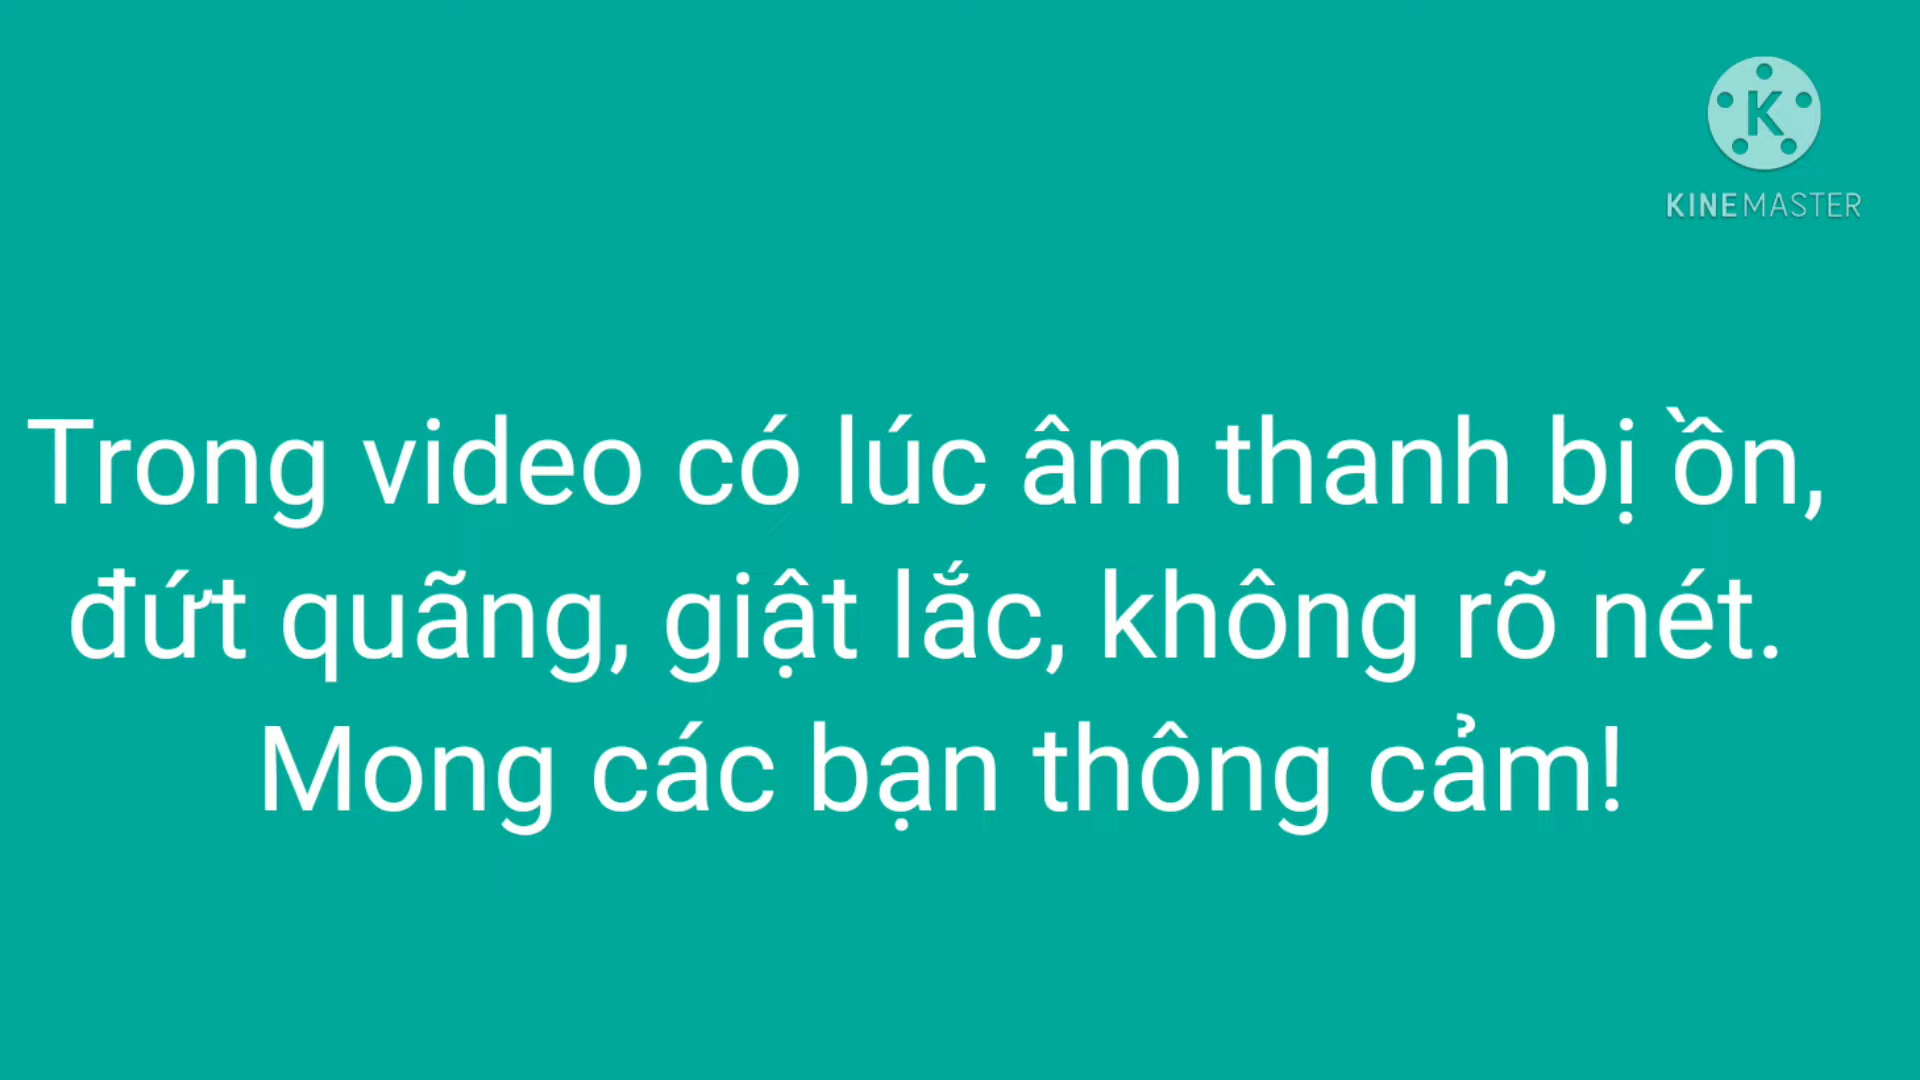 K
KINEMASTER
Trong video có lúc âm thanh bị ồn,
đứt quãng, giật lắc, không rõ nét.
Mong các bạn thông cảm!